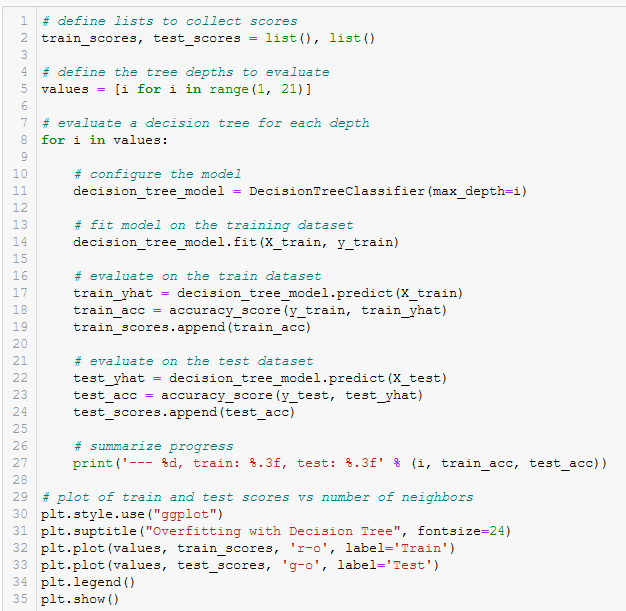 1 # define lists to collect scores
2 train_scores, test_scores = list(), list()
3
4 # define the tree depths to evaluate
5 values = [i for i in range(1, 21)]
6
7 # evaluate a decision tree for each depth
8 for i in values:
9
10     # configure the model
11     decision_tree_model = DecisionTreeClassifier(max_depth=i)
12
13     # fit model on the training dataset
14     decision_tree_model.fit(X_train, y_train)
15
16     # evaluate on the train dataset
17     train_yhat = decision_tree_model.predict(X_train)
18     train_acc = accuracy_score(y_train, train_yhat)
19     train_scores.append(train_acc)
20
21     # evaluate on the test dataset
22     test_yhat = decision_tree_model.predict(X_test)
23     test_acc = accuracy_score(y_test, test_yhat)
24     test_scores.append(test_acc)
25
26     # summarize progress
27     print('--- %d, train: %.3f, test: %.3f' % (i, train_acc, test_acc))
28
29 # plot of train and test scores vs number of neighbors
30 plt.style.use("ggplot")
31 plt.suptitle("Overfitting with Decision Tree", fontsize=24)
32 plt.plot(values, train_scores, 'r-o', label='Train')
33 plt.plot(values, test_scores, 'g-o', label='Test')
34 plt.legend()
35 plt.show()